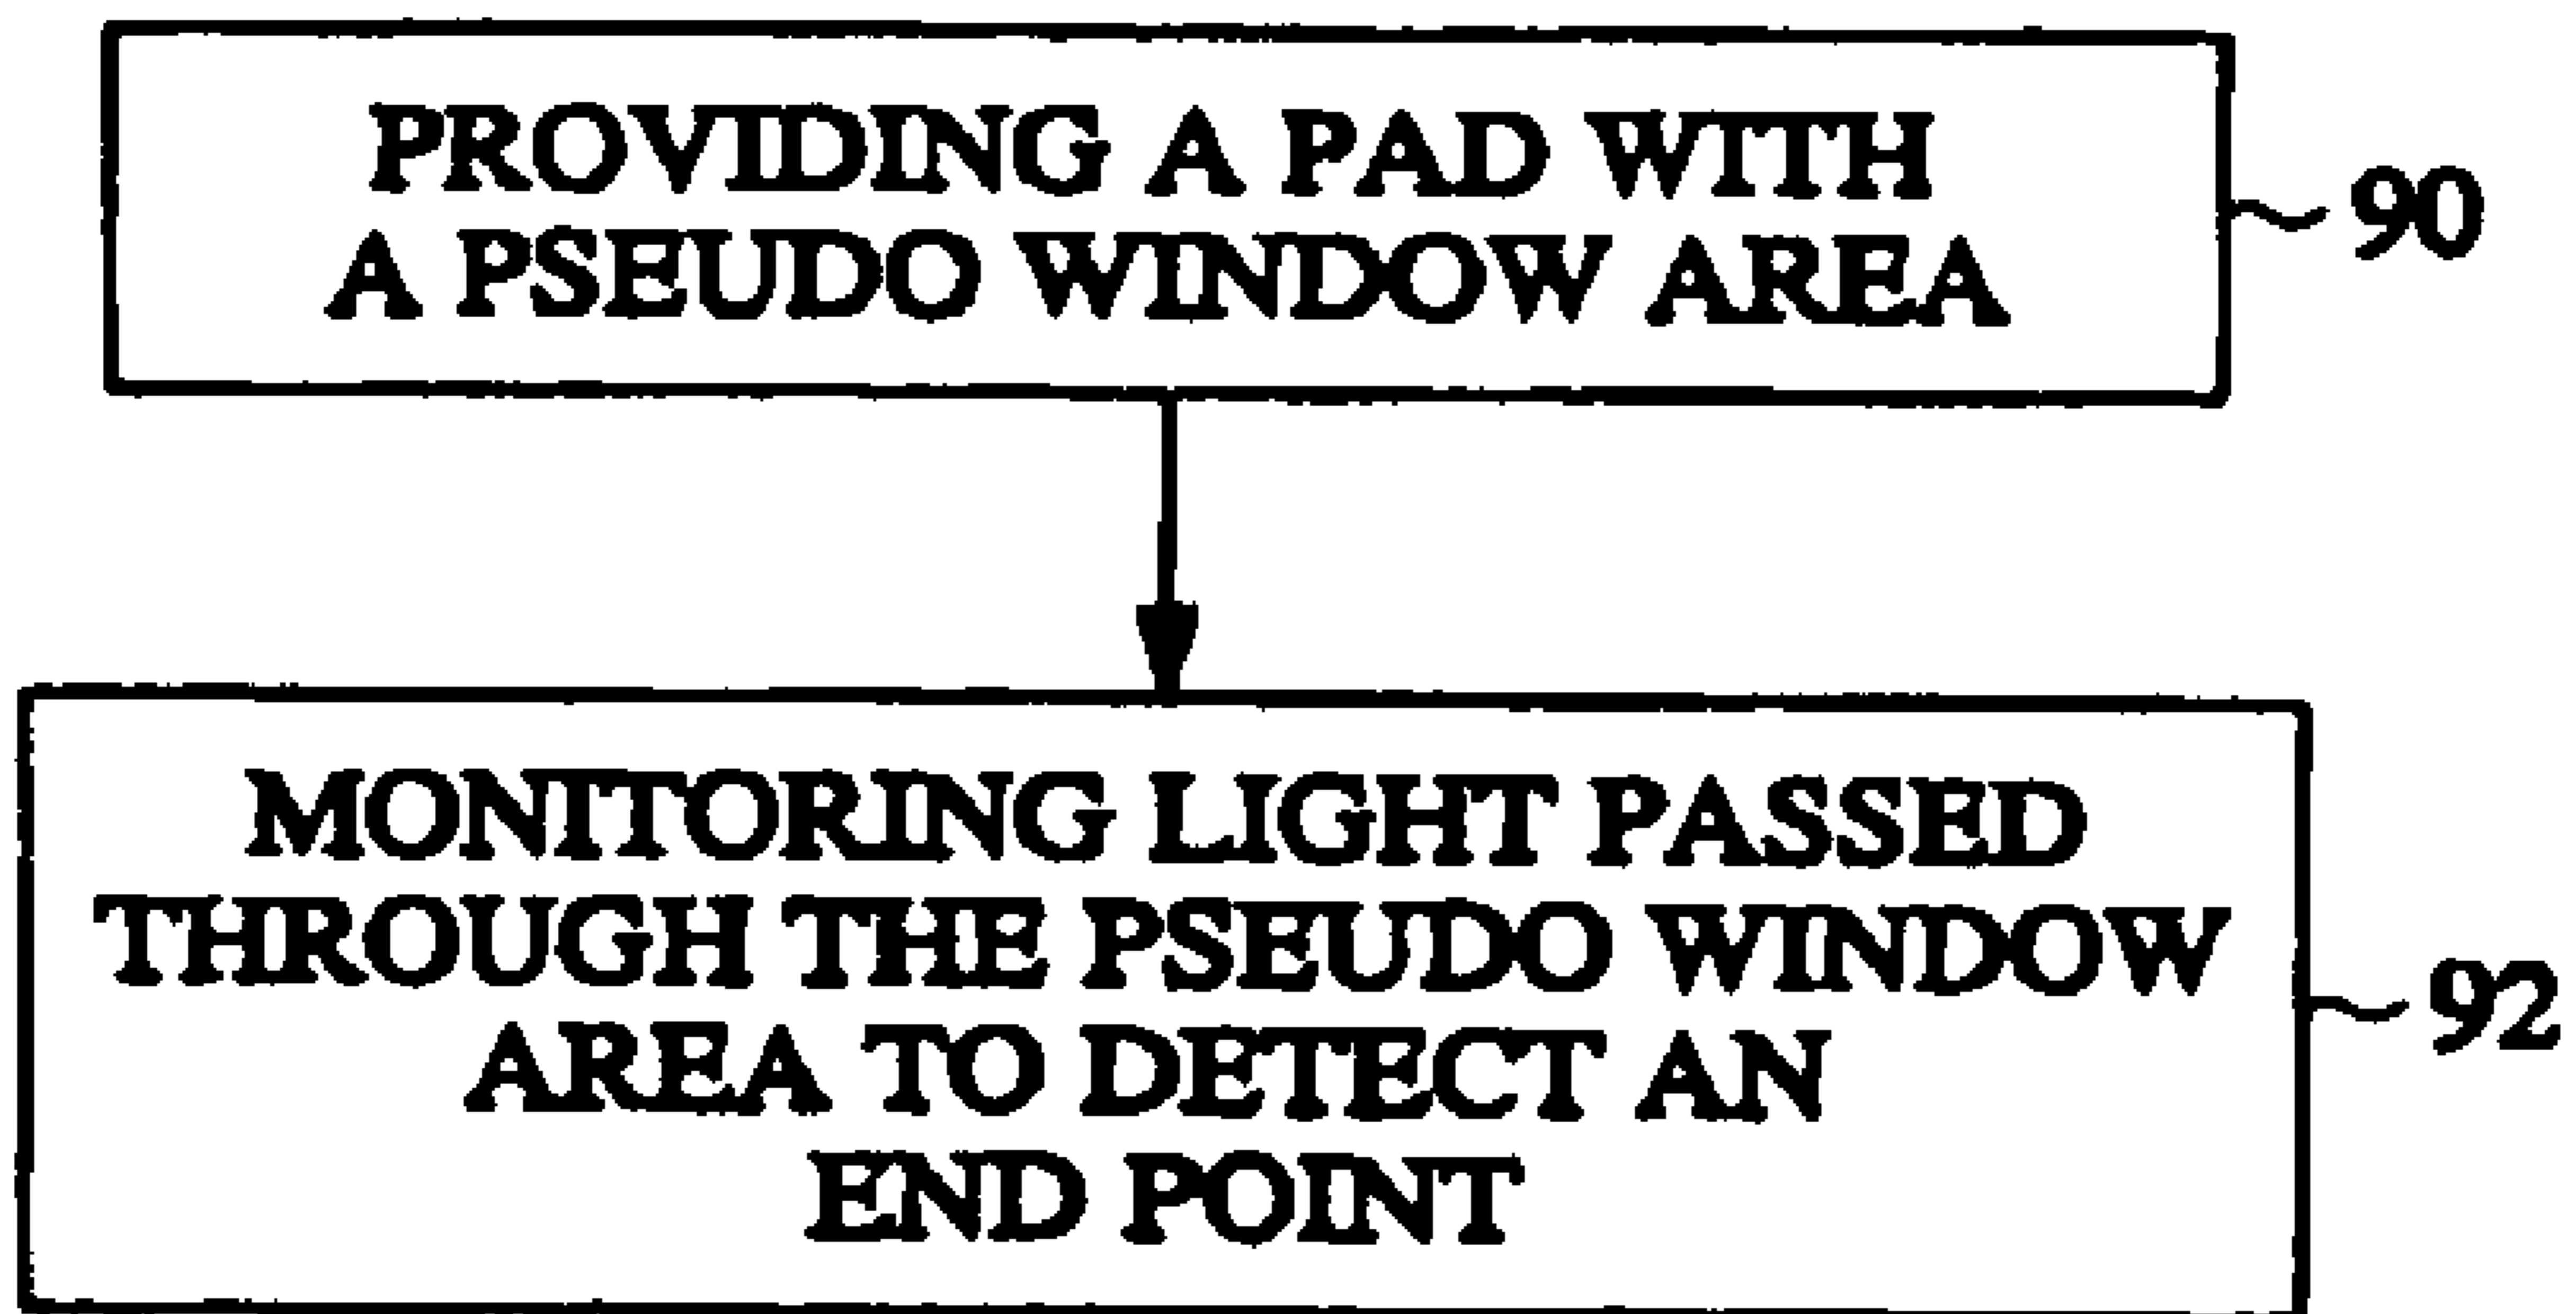 PROVIDING A PAD WITH
A PSEUDO WINDOW AREA
90
MONITORING LIGHT PASSED
THROUGH THE PSEUDO WINDOW
AREA TO DETECT AN
END POINT
92